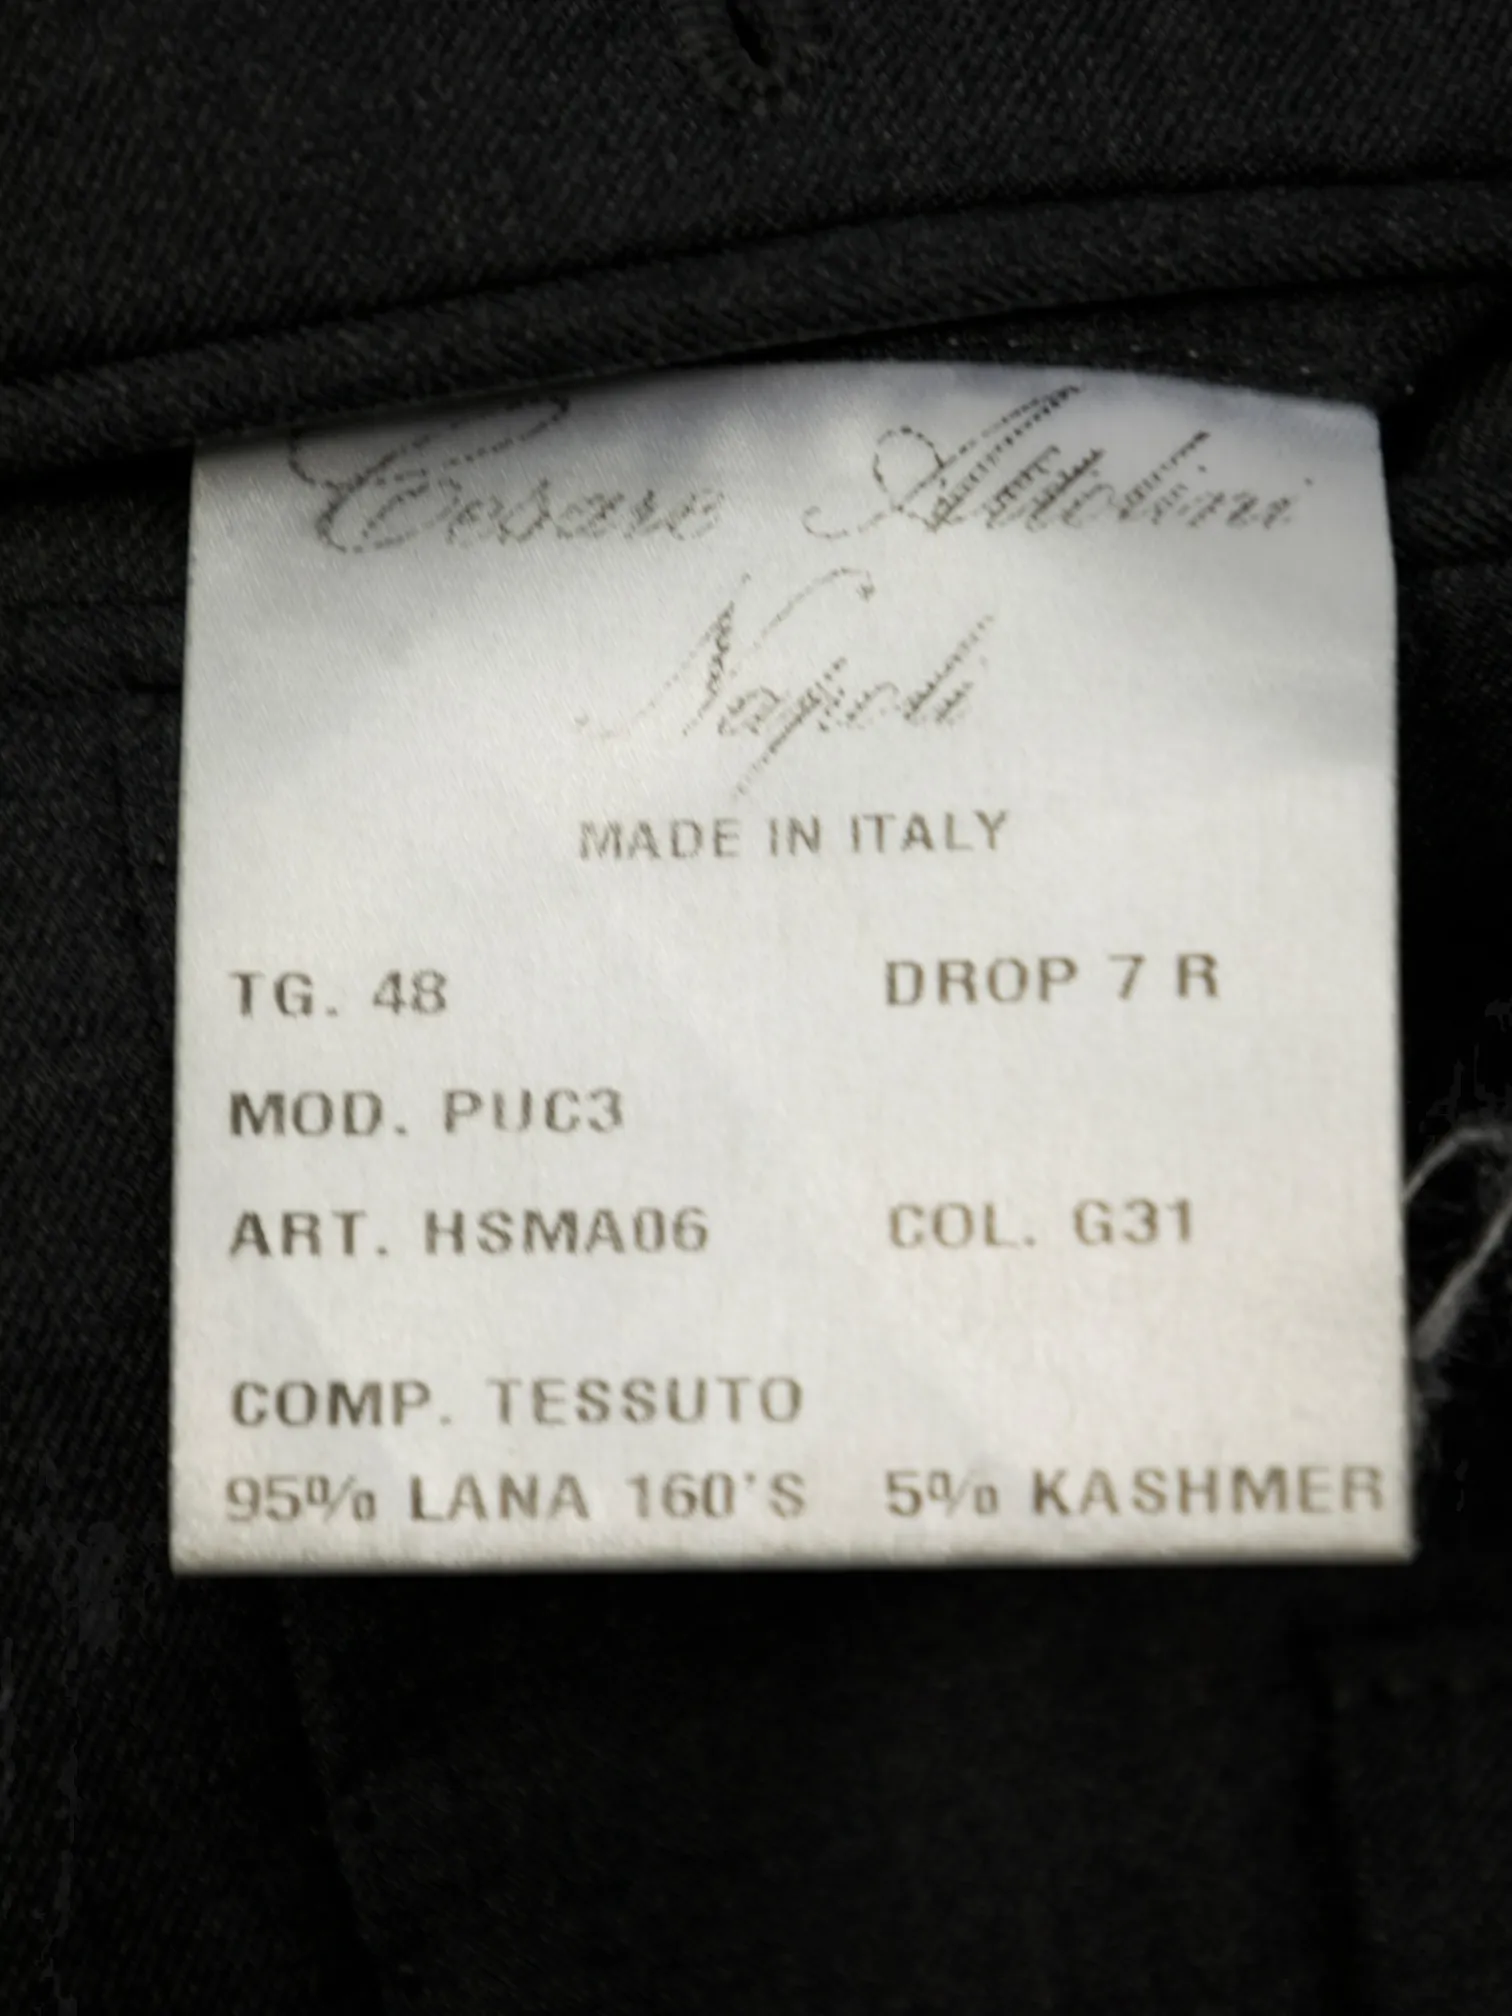 Cesare Attolini
Napoli
MADE IN ITALY
TG. 48 DROP 7 R
MOD. PUC3
ART. HSMA06 COL. G31
COMP. TESSUTO
95% LANA 160'S 5% KASHMER